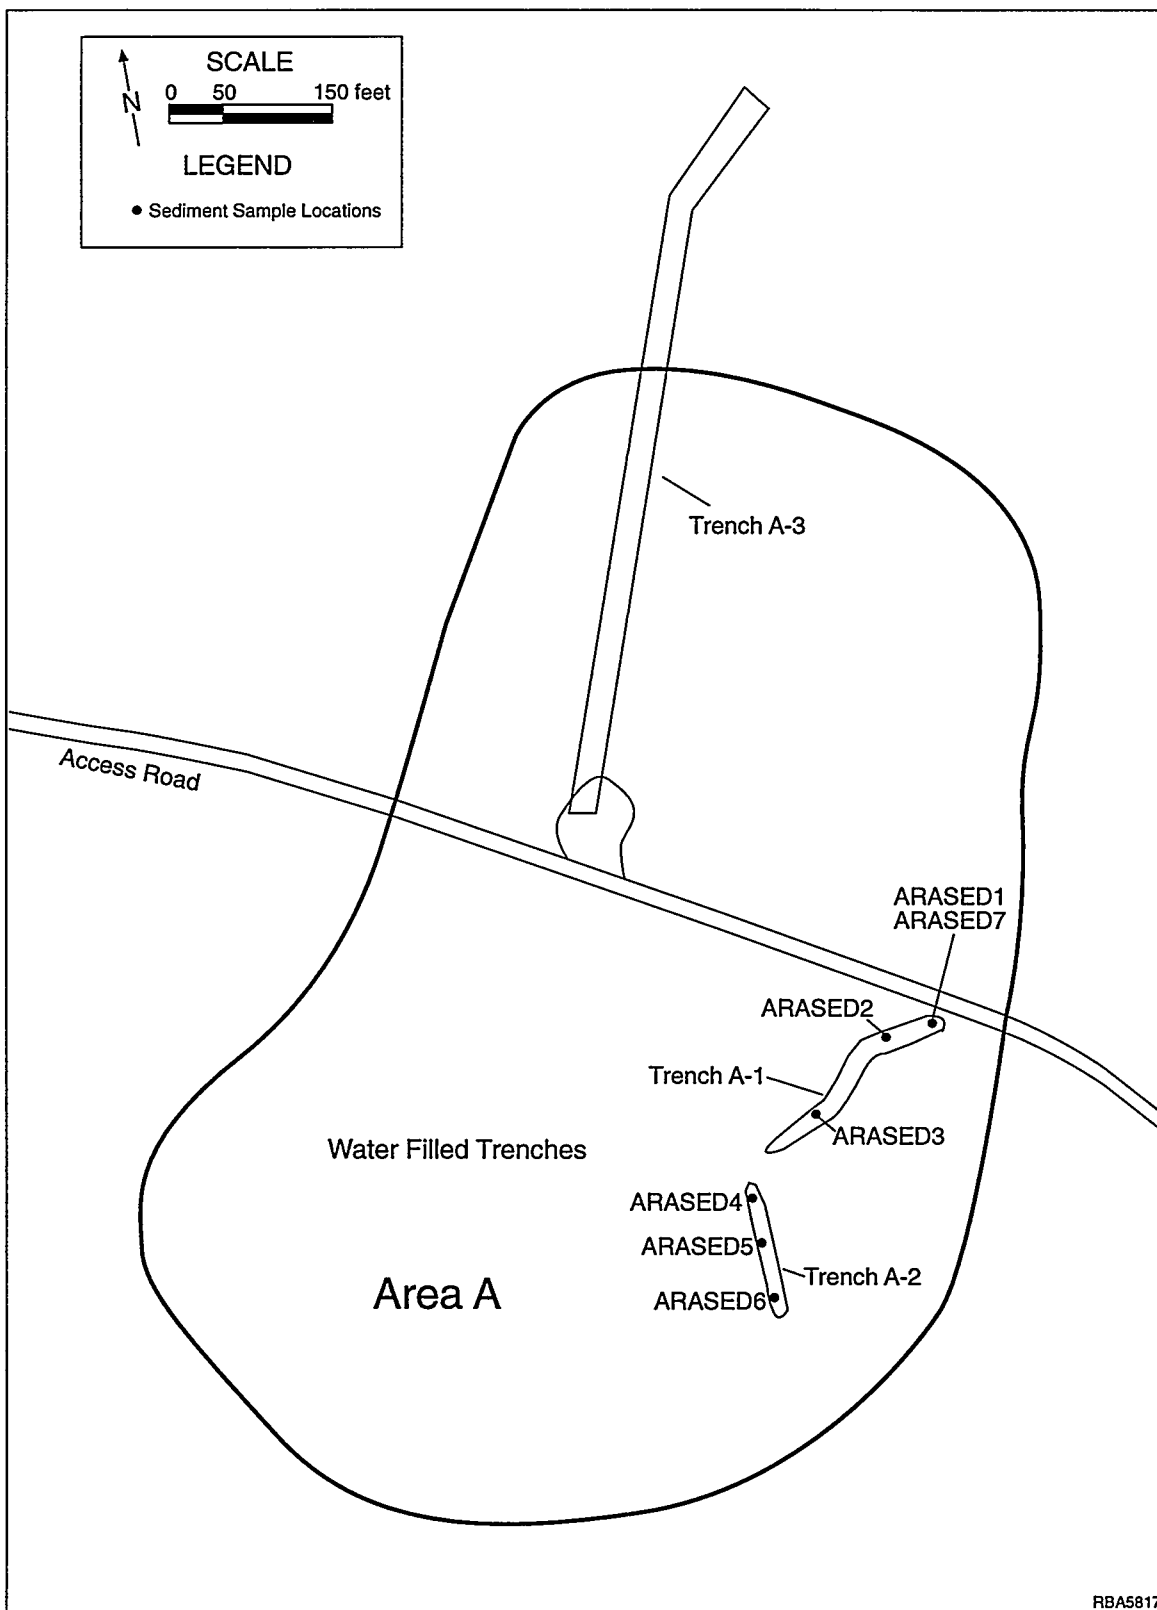 SCALE
0 50 150 feet
N
LEGEND
Sediment Sample Locations
Trench A-3
Access Road
ARASED1
ARASED7
ARASED2
Trench A-1
ARASED3
Water Filled Trenches
ARASED4
ARASED5
Trench A-2
Area A
ARASED6
RBA5817